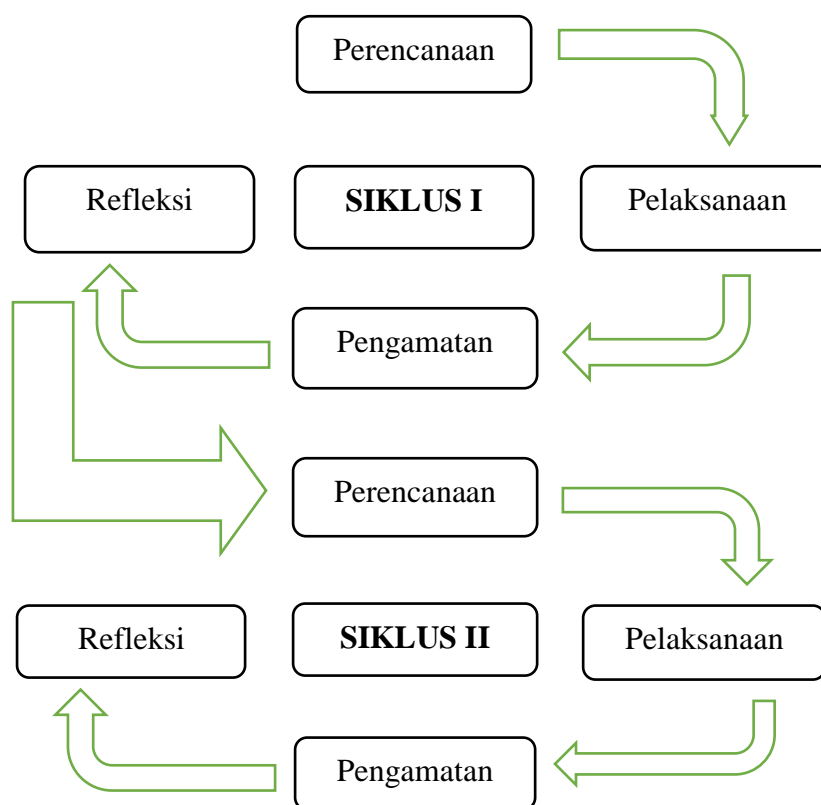 Perencanaan
Refleksi
SIKLUS I
Pelaksanaan
Pengamatan
Perencanaan
Refleksi
SIKLUS II
Pelaksanaan
Pengamatan